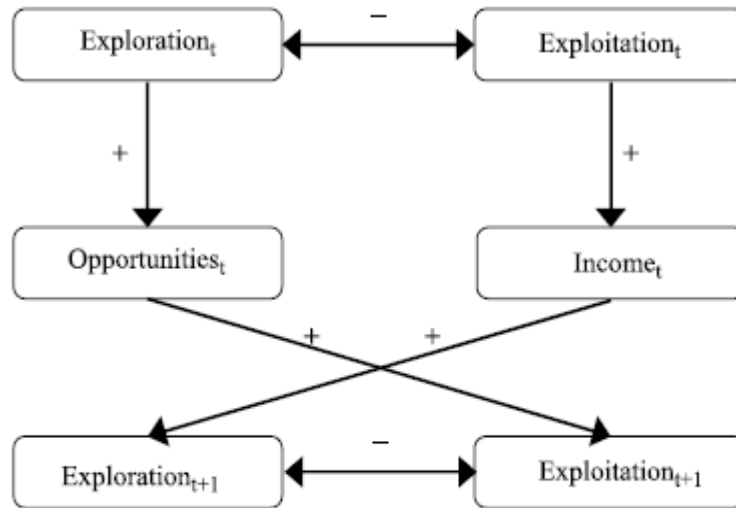 –
Exploration_t
Exploitation_t
+
+
Opportunities_t
Income_t
+
+
–
Exploration_t+1
Exploitation_t+1